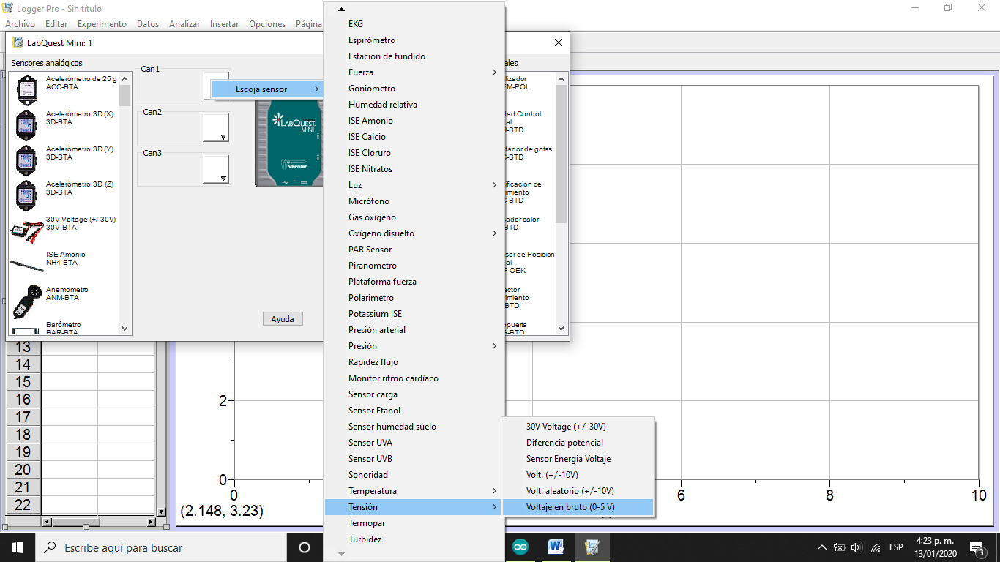 Logger Pro - Sin título
Archivo Editar Experimento Datos Analizar Insertar Opciones Página
LabQuest Mini: 1
Sensores analógicos
Acelerómetro de 25 g
ACC-BTA
Acelerómetro 3D (X)
3D-BTA
Acelerómetro 3D (Y)
3D-BTA
Acelerómetro 3D (Z)
3D-BTA
30V Voltage (+/-30V)
30V-BTA
ISE Amonio
NH4-BTA
Anemometro
ANM-BTA
Barómetro
BAR-BTA
Can1
Can2
Can3
Escoja sensor
LABQUEST
MINI
Vernier
Ayuda
EKG
Espirómetro
Estacion de fundido
Fuerza
Goniometro
Humedad relativa
ISE Amonio
ISE Calcio
ISE Cloruro
ISE Nitratos
Luz
Micrófono
Gas oxígeno
Oxígeno disuelto
PAR Sensor
Piranometro
Plataforma fuerza
Polarimetro
Potassium ISE
Presión arterial
Presión
Rapidez flujo
Monitor ritmo cardíaco
Sensor carga
Sensor Etanol
Sensor humedad suelo
Sensor UVA
Sensor UVB
Sonoridad
Temperatura
Tensión
Termopar
Turbidez
30V Voltage (+/-30V)
Diferencia potencial
Sensor Energia Voltaje
Volt. (+/-10V)
Volt. aleatorio (+/-10V)
Voltaje en bruto (0-5 V)
ales
lizador
EM-POL
dad Control
tal
U-BTD
tador de gotas
C-BTD
ificacion de
imiento
C-BTD
sador calor
-BTD
sor de Posicion
al
F-OEK
ector
imiento
-BTD
opuerta
G-BTD
13
14
15
16
17
18
19
20
21
22
2
0
0 6 8 10
(2.148, 3.23)
Escribe aquí para buscar
ESP
4:23 p. m.
13/01/2020
3